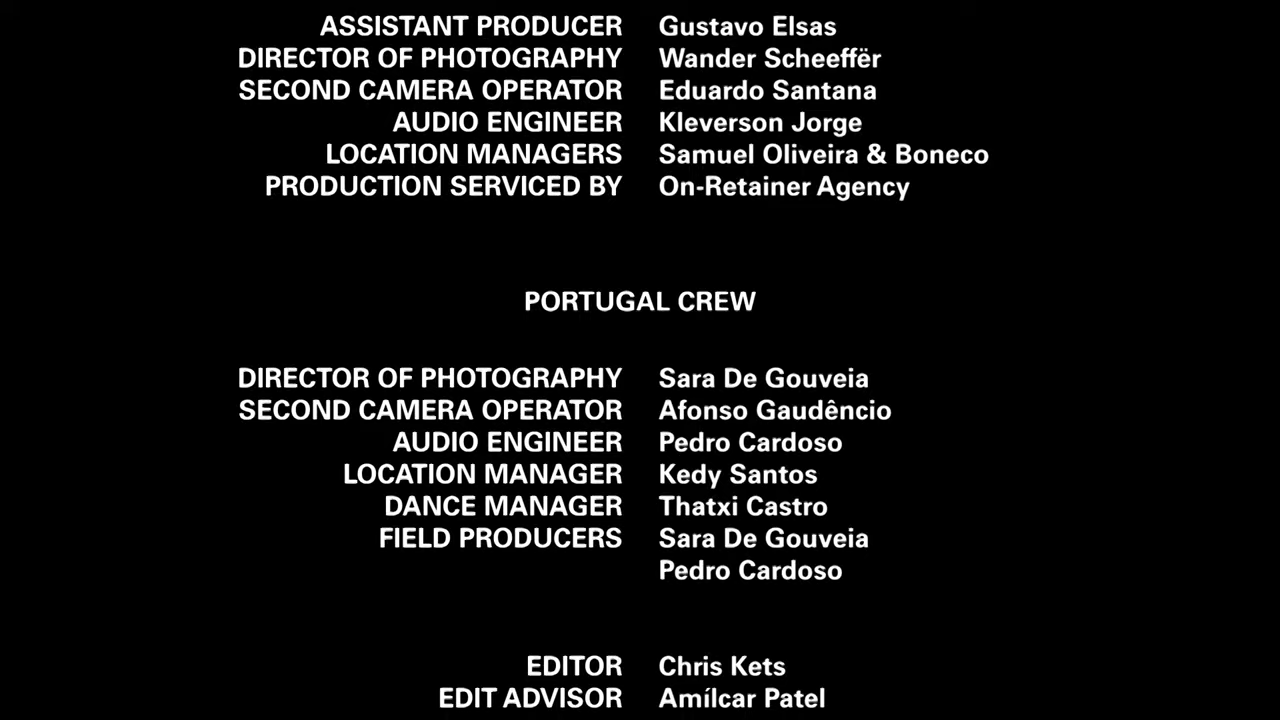 ASSISTANT PRODUCER Gustavo Elsas
DIRECTOR OF PHOTOGRAPHY Wander Scheeffër
SECOND CAMERA OPERATOR Eduardo Santana
AUDIO ENGINEER Kleverson Jorge
LOCATION MANAGERS Samuel Oliveira & Boneco
PRODUCTION SERVICED BY On-Retainer Agency
PORTUGAL CREW
DIRECTOR OF PHOTOGRAPHY Sara De Gouveia
SECOND CAMERA OPERATOR Afonso Gaudêncio
AUDIO ENGINEER Pedro Cardoso
LOCATION MANAGER Kedy Santos
DANCE MANAGER Thatxi Castro
FIELD PRODUCERS Sara De Gouveia
Pedro Cardoso
EDITOR Chris Kets
EDIT ADVISOR Amílcar Patel